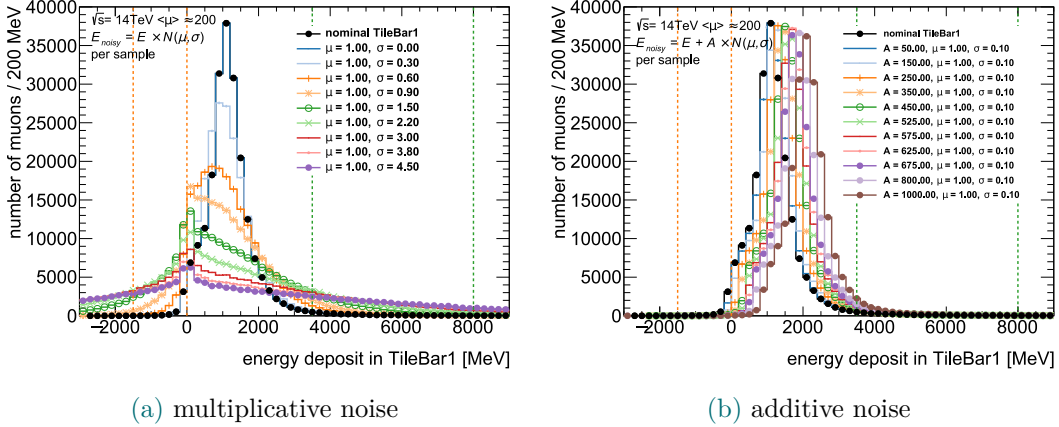 number of muons / 200 MeV
40000
35000
30000
25000
20000
15000
10000
5000
0
√s= 14TeV <μ> ≈200
E_noisy = E × N(μ,σ)
per sample
nominal TileBar1
μ = 1.00, σ = 0.00
μ = 1.00, σ = 0.30
μ = 1.00, σ = 0.60
μ = 1.00, σ = 0.90
μ = 1.00, σ = 1.50
μ = 1.00, σ = 2.20
μ = 1.00, σ = 3.00
μ = 1.00, σ = 3.80
μ = 1.00, σ = 4.50
−2000 0 2000 4000 6000 8000
energy deposit in TileBar1 [MeV]
(a) multiplicative noise
number of muons / 200 MeV
40000
35000
30000
25000
20000
15000
10000
5000
0
√s= 14TeV <μ> ≈200
E_noisy = E + A × N(μ,σ)
per sample
nominal TileBar1
A = 50.00, μ = 1.00, σ = 0.10
A = 150.00, μ = 1.00, σ = 0.10
A = 250.00, μ = 1.00, σ = 0.10
A = 350.00, μ = 1.00, σ = 0.10
A = 450.00, μ = 1.00, σ = 0.10
A = 525.00, μ = 1.00, σ = 0.10
A = 575.00, μ = 1.00, σ = 0.10
A = 625.00, μ = 1.00, σ = 0.10
A = 675.00, μ = 1.00, σ = 0.10
A = 800.00, μ = 1.00, σ = 0.10
A = 1000.00, μ = 1.00, σ = 0.10
−2000 0 2000 4000 6000 8000
energy deposit in TileBar1 [MeV]
(b) additive noise